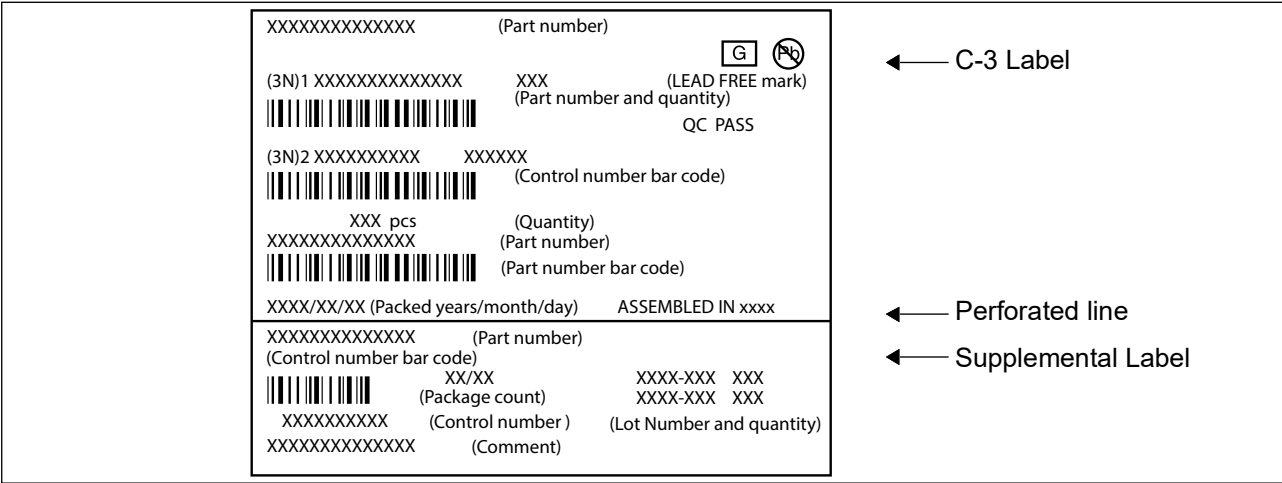 XXXXXXXXXXXXXX (Part number)
G Pb
C-3 Label
(3N)1 XXXXXXXXXXXXXX XXX (LEAD FREE mark)
(Part number and quantity)
QC PASS
(3N)2 XXXXXXXXXX XXXXXX
(Control number bar code)
XXX pcs (Quantity)
XXXXXXXXXXXXXX (Part number)
(Part number bar code)
XXXX/XX/XX (Packed years/month/day) ASSEMBLED IN xxxx
Perforated line
XXXXXXXXXXXXXX (Part number)
(Control number bar code)
Supplemental Label
XX/XX XXXX-XXX XXX
(Package count) XXXX-XXX XXX
XXXXXXXXXX (Control number ) (Lot Number and quantity)
XXXXXXXXXXXXXX (Comment)